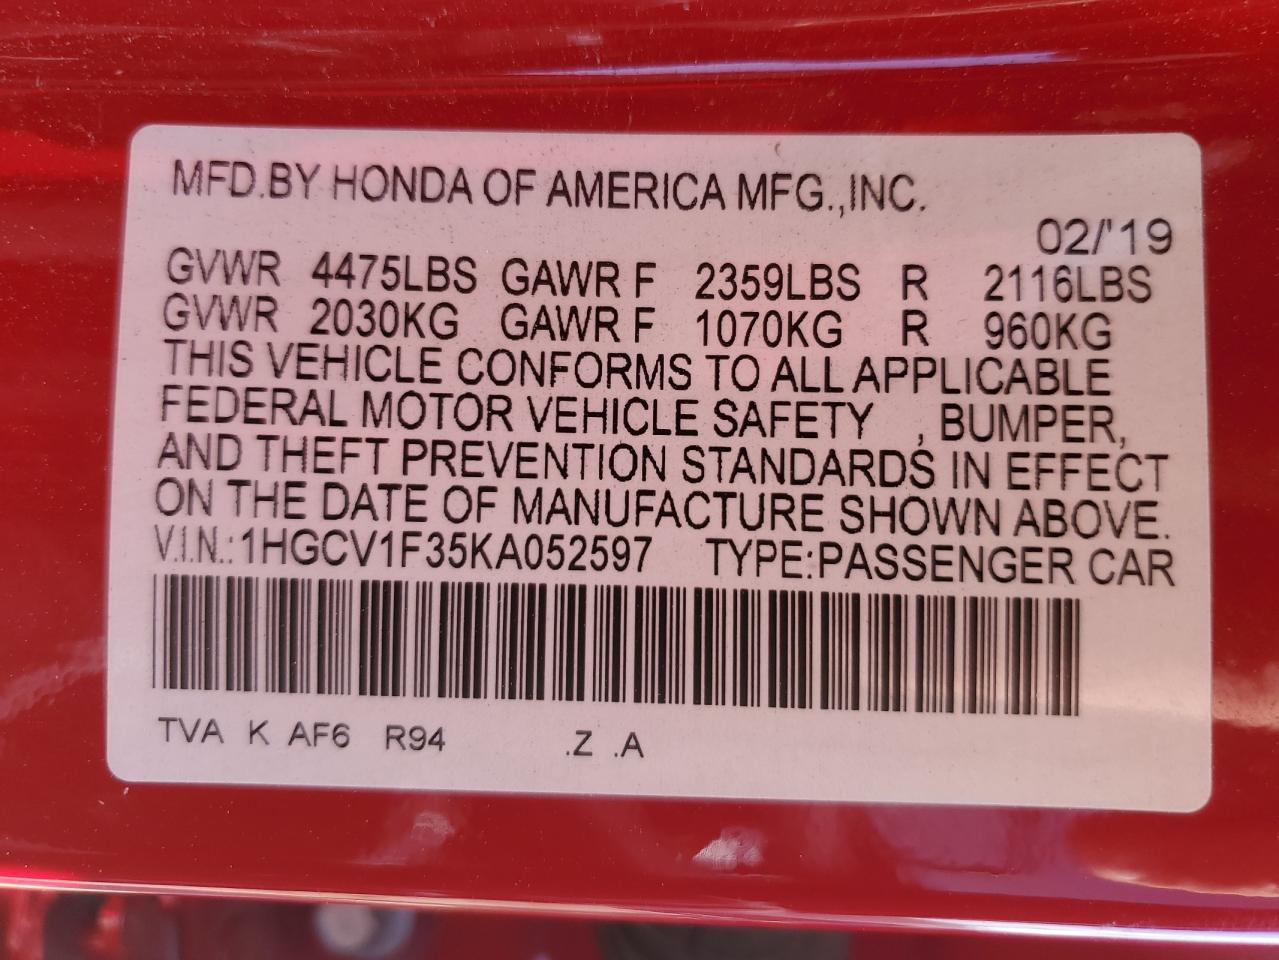 MFD.BY HONDA OF AMERICA MFG.,INC.
02/'19
GVWR 4475LBS GAWR F 2359LBS R 2116LBS
GVWR 2030KG GAWR F 1070KG R 960KG
THIS VEHICLE CONFORMS TO ALL APPLICABLE
FEDERAL MOTOR VEHICLE SAFETY , BUMPER,
AND THEFT PREVENTION STANDARDS IN EFFECT
ON THE DATE OF MANUFACTURE SHOWN ABOVE.
V.I.N.:1HGCV1F35KA052597 TYPE:PASSENGER CAR
TVA K AF6 R94 .Z .A